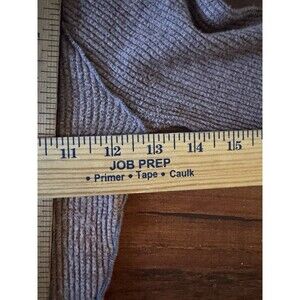 11 12 13 14 15
JOB PREP
• Primer • Tape • Caulk